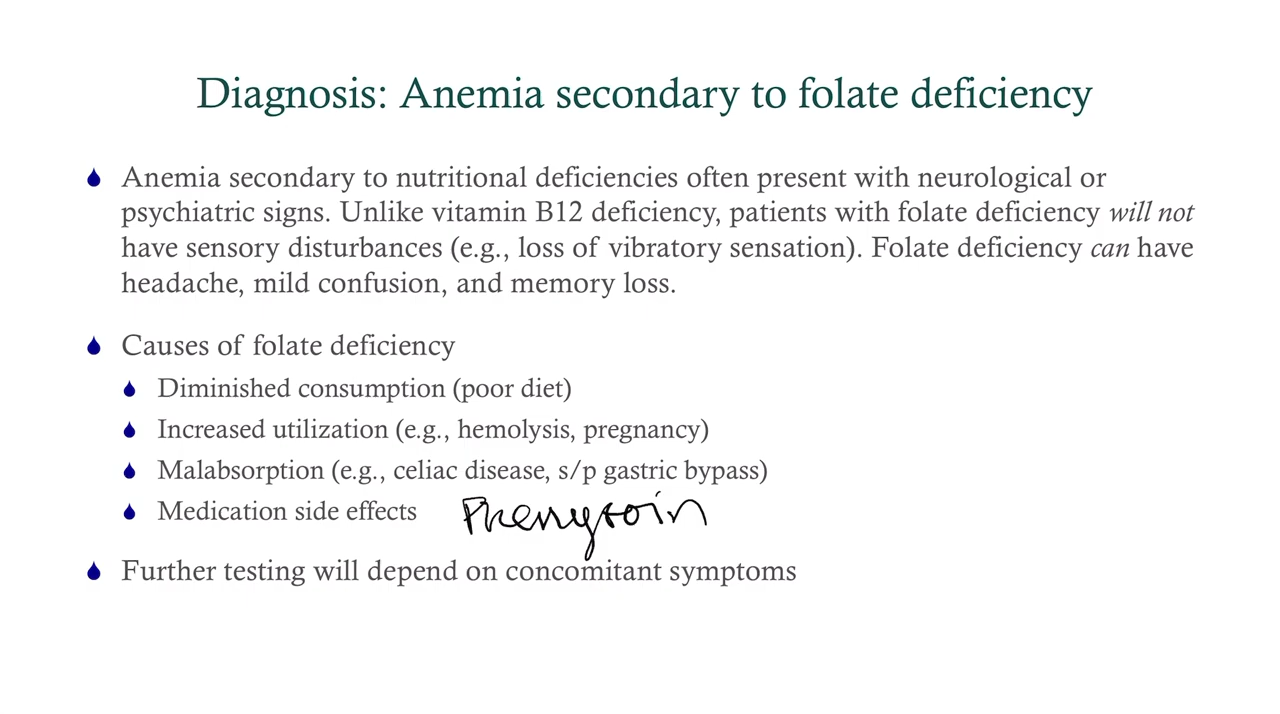 Diagnosis: Anemia secondary to folate deficiency
Anemia secondary to nutritional deficiencies often present with neurological or
psychiatric signs. Unlike vitamin B12 deficiency, patients with folate deficiency will not
have sensory disturbances (e.g., loss of vibratory sensation). Folate deficiency can have
headache, mild confusion, and memory loss.
Causes of folate deficiency
Diminished consumption (poor diet)
Increased utilization (e.g., hemolysis, pregnancy)
Malabsorption (e.g., celiac disease, s/p gastric bypass)
Medication side effects Phenytoin
Further testing will depend on concomitant symptoms